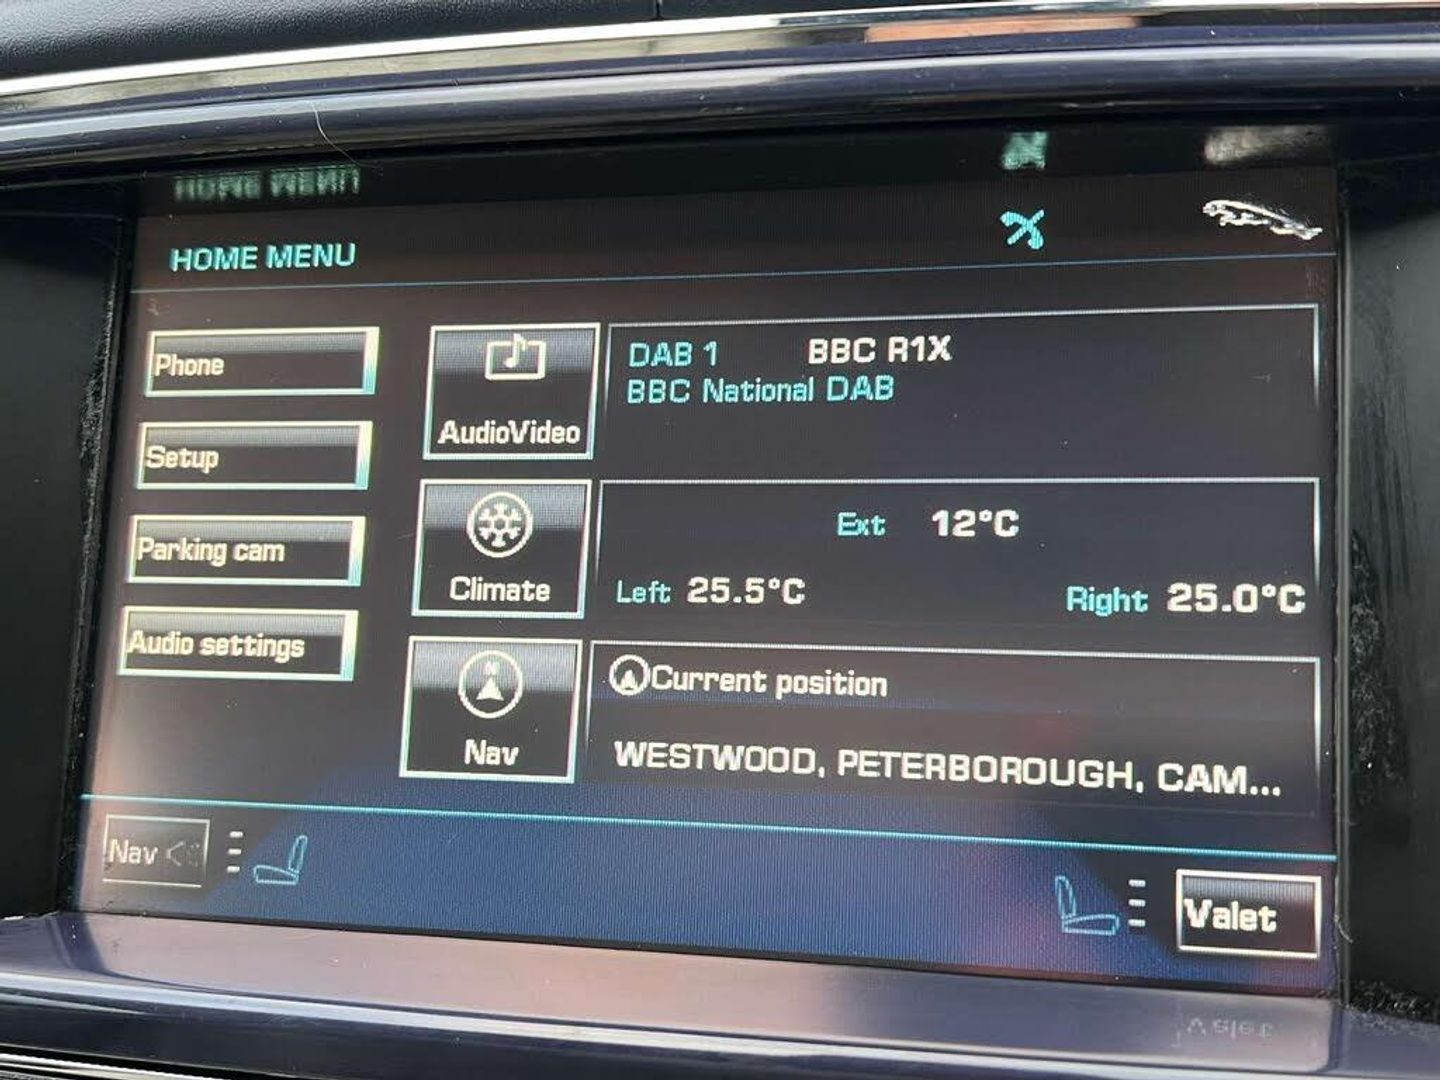 HOME MENU
Phone
Setup
Parking cam
Audio settings
AudioVideo
DAB 1 BBC R1X
BBC National DAB
Climate
Ext 12°C
Left 25.5°C Right 25.0°C
N
Nav
Current position
WESTWOOD, PETERBOROUGH, CAM...
Nav
Valet